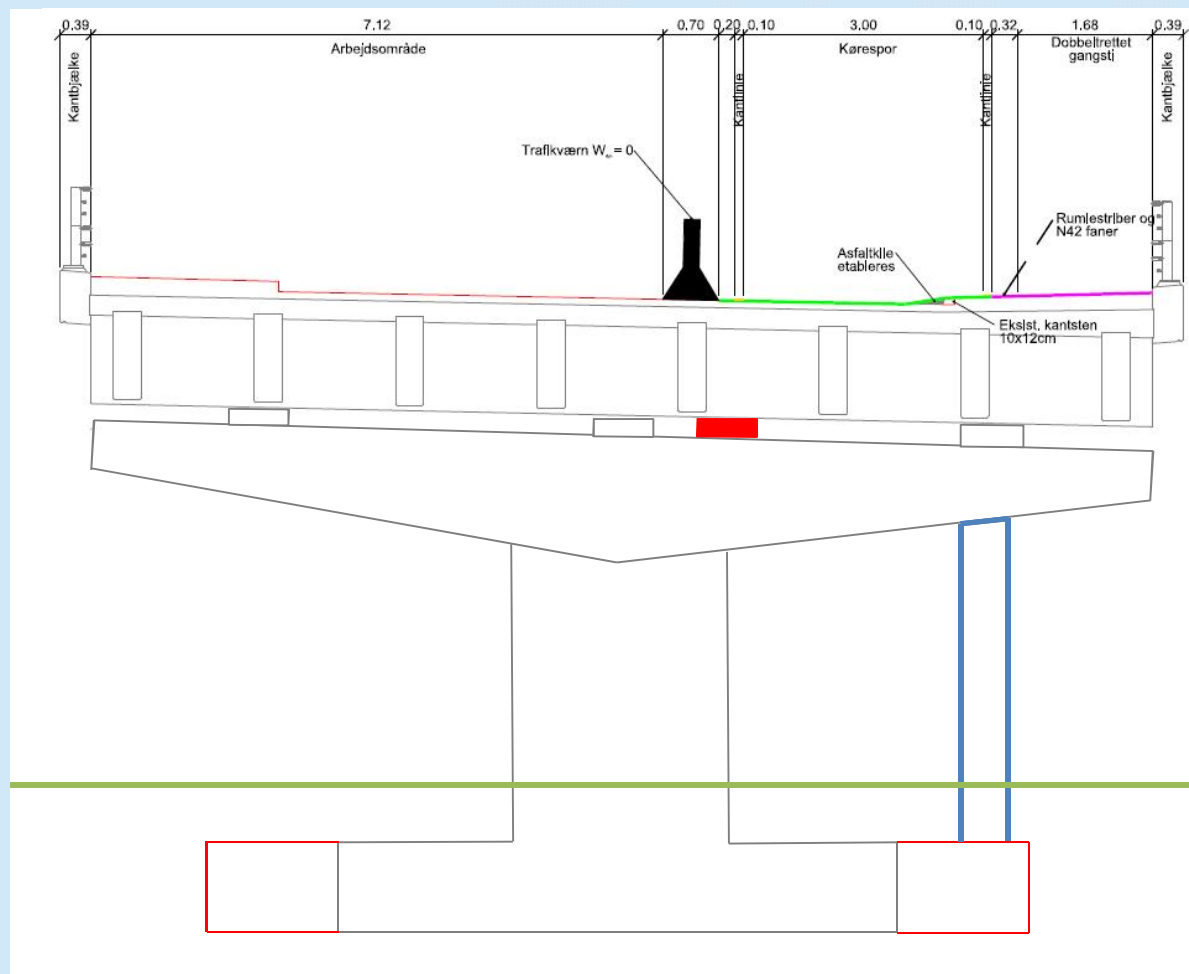 0,39 7,12 0,70 0,20 0,10 3,00 0,10 0,32 1,68 0,39
Kantbjælke
Arbejdsområde
Kantlinie
Kørespor
Kantlinie
Dobbeltrettet
gangsti
Kantbjælke
Trafikværn W = 0
Rumlestriber og
N42 faner
Asfaltkile
etableres
Eksist. kantsten
10x12cm